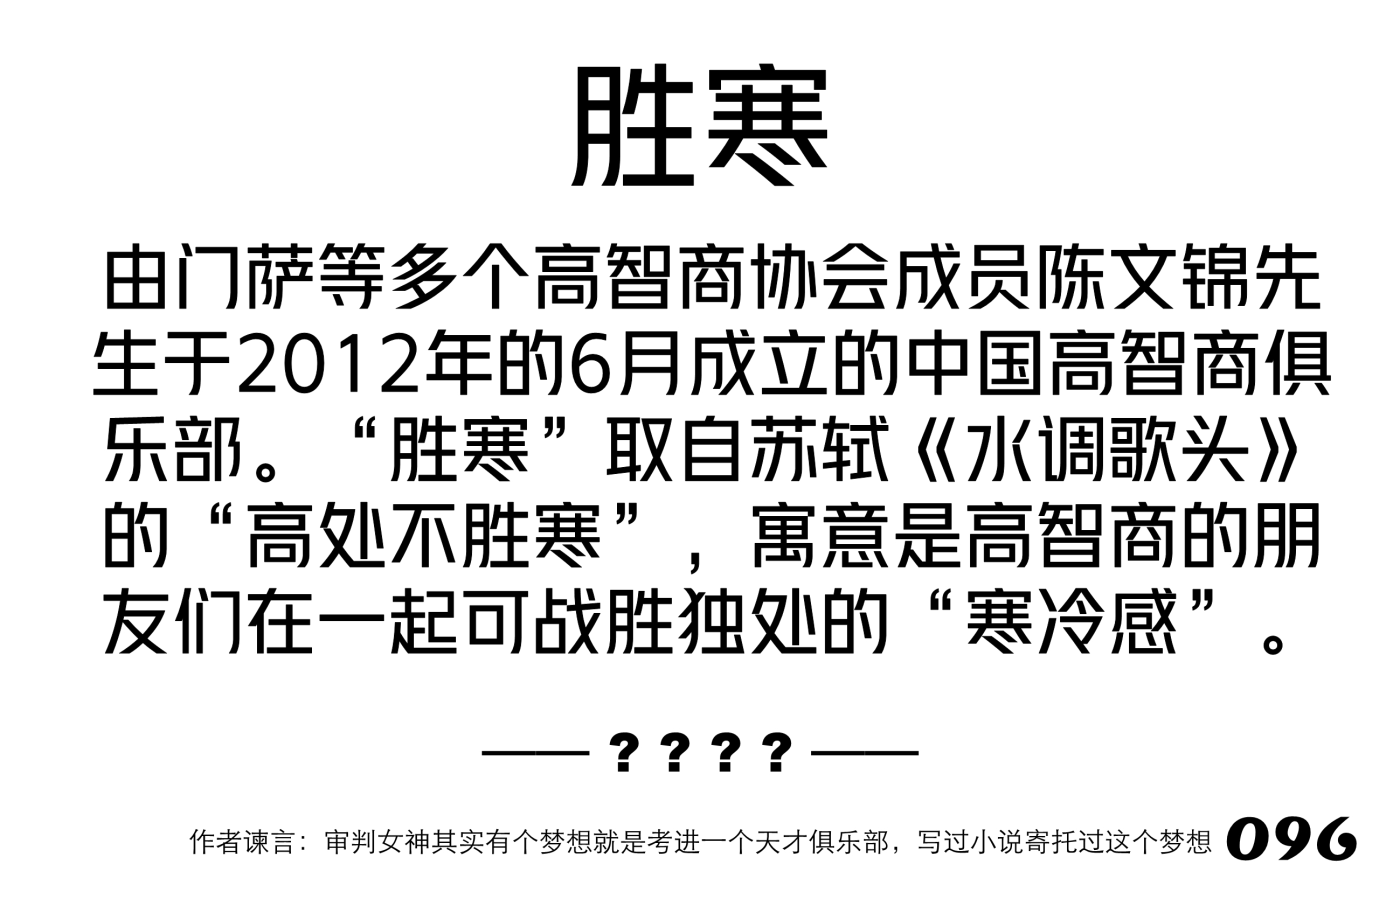 胜寒
由门萨等多个高智商协会成员陈文锦先
生于2012年的6月成立的中国高智商俱
乐部。“胜寒”取自苏轼《水调歌头》
的“高处不胜寒”，寓意是高智商的朋
友们在一起可战胜独处的“寒冷感”。
——？？？？——
作者谏言：审判女神其实有个梦想就是考进一个天才俱乐部，写过小说寄托过这个梦想 096